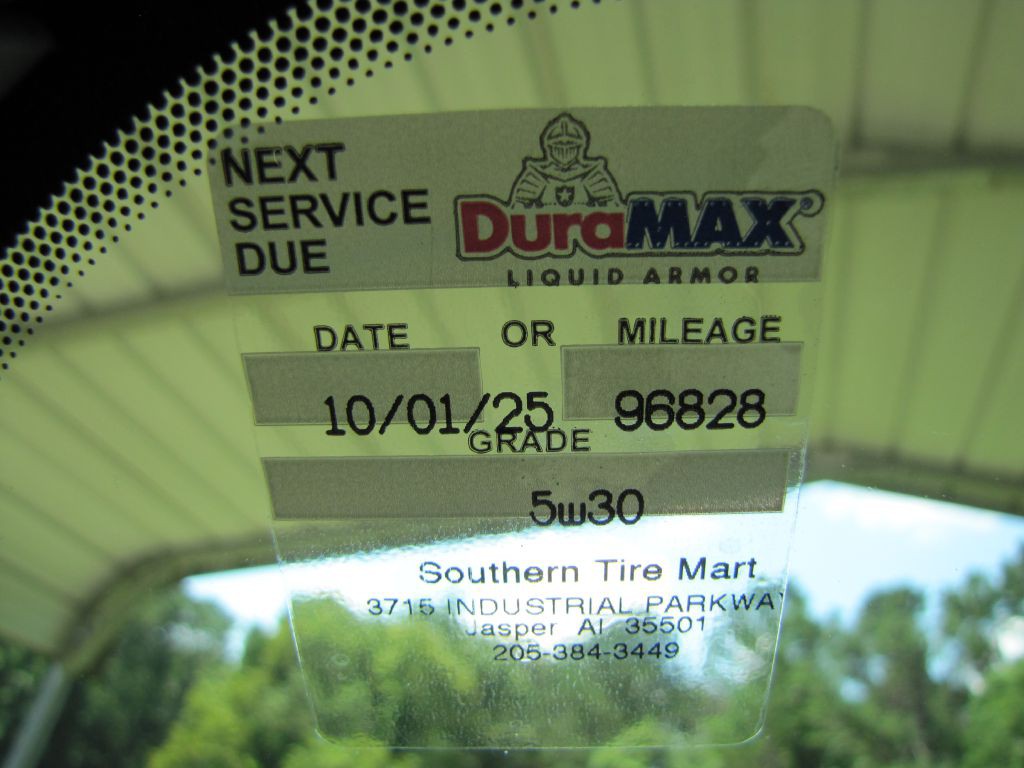 NEXT
SERVICE
DUE
DuraMAX®
LIQUID ARMOR
DATE OR MILEAGE
10/01/25 96828
GRADE
5w30
Southern Tire Mart
3715 INDUSTRIAL PARKWAY
Jasper Al 35501
205-384-3449